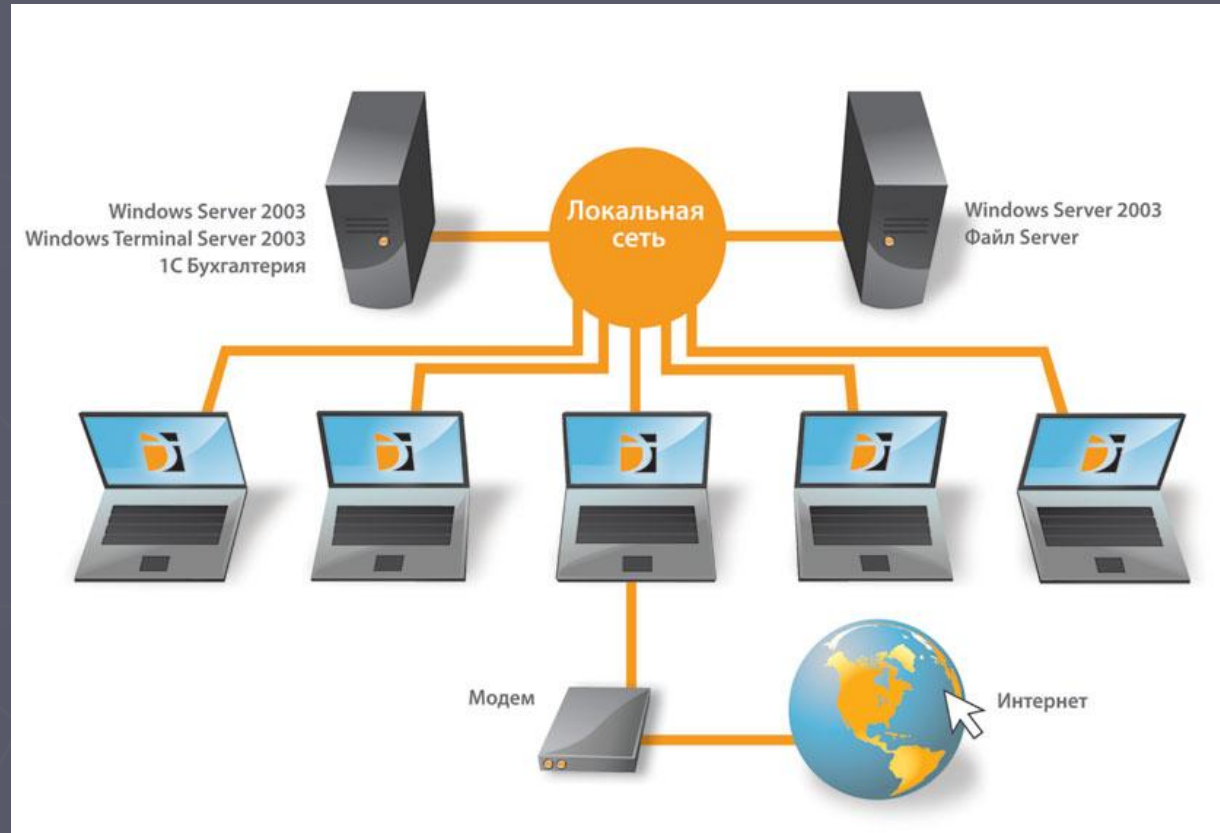 Локальная
сеть
Windows Server 2003
Windows Terminal Server 2003
1С Бухгалтерия
Windows Server 2003
Файл Server
Модем
Интернет